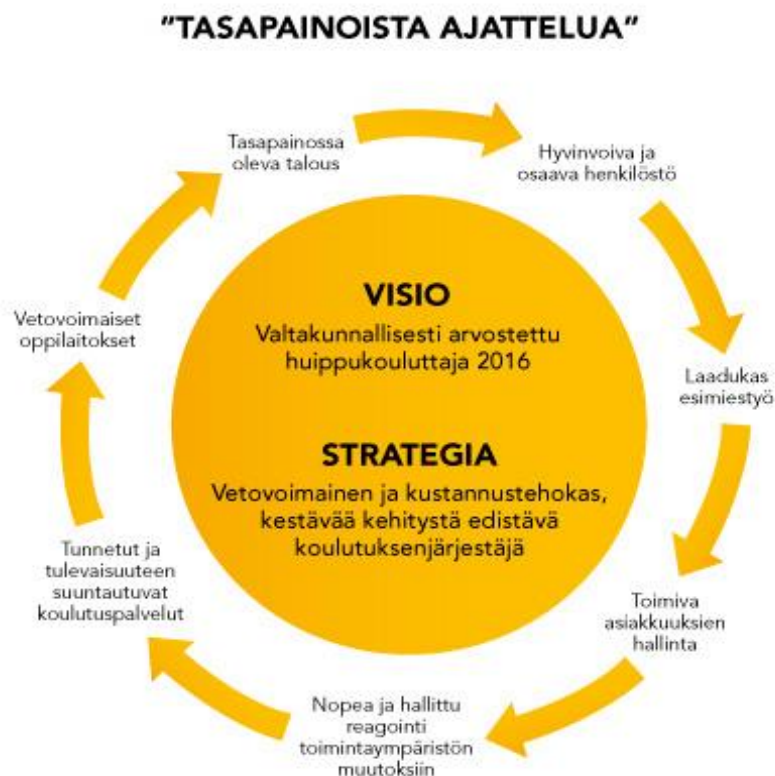 "TASAPAINOISTA AJATTELUA"
Tasapainossa
oleva talous
Hyvinvoiva ja
osaava henkilöstö
Laadukas
esimiestyö
Toimiva
asiakkuuksien
hallinta
Nopea ja hallittu
reagointi
toimintaympäristön
muutoksiin
Tunnetut ja
tulevaisuuteen
suuntautuvat
koulutuspalvelut
Vetovoimaiset
oppilaitokset
VISIO
Valtakunnallisesti arvostettu
huippukouluttaja 2016
STRATEGIA
Vetovoimainen ja kustannustehokas,
kestävää kehitystä edistävä
koulutuksenjärjestäjä